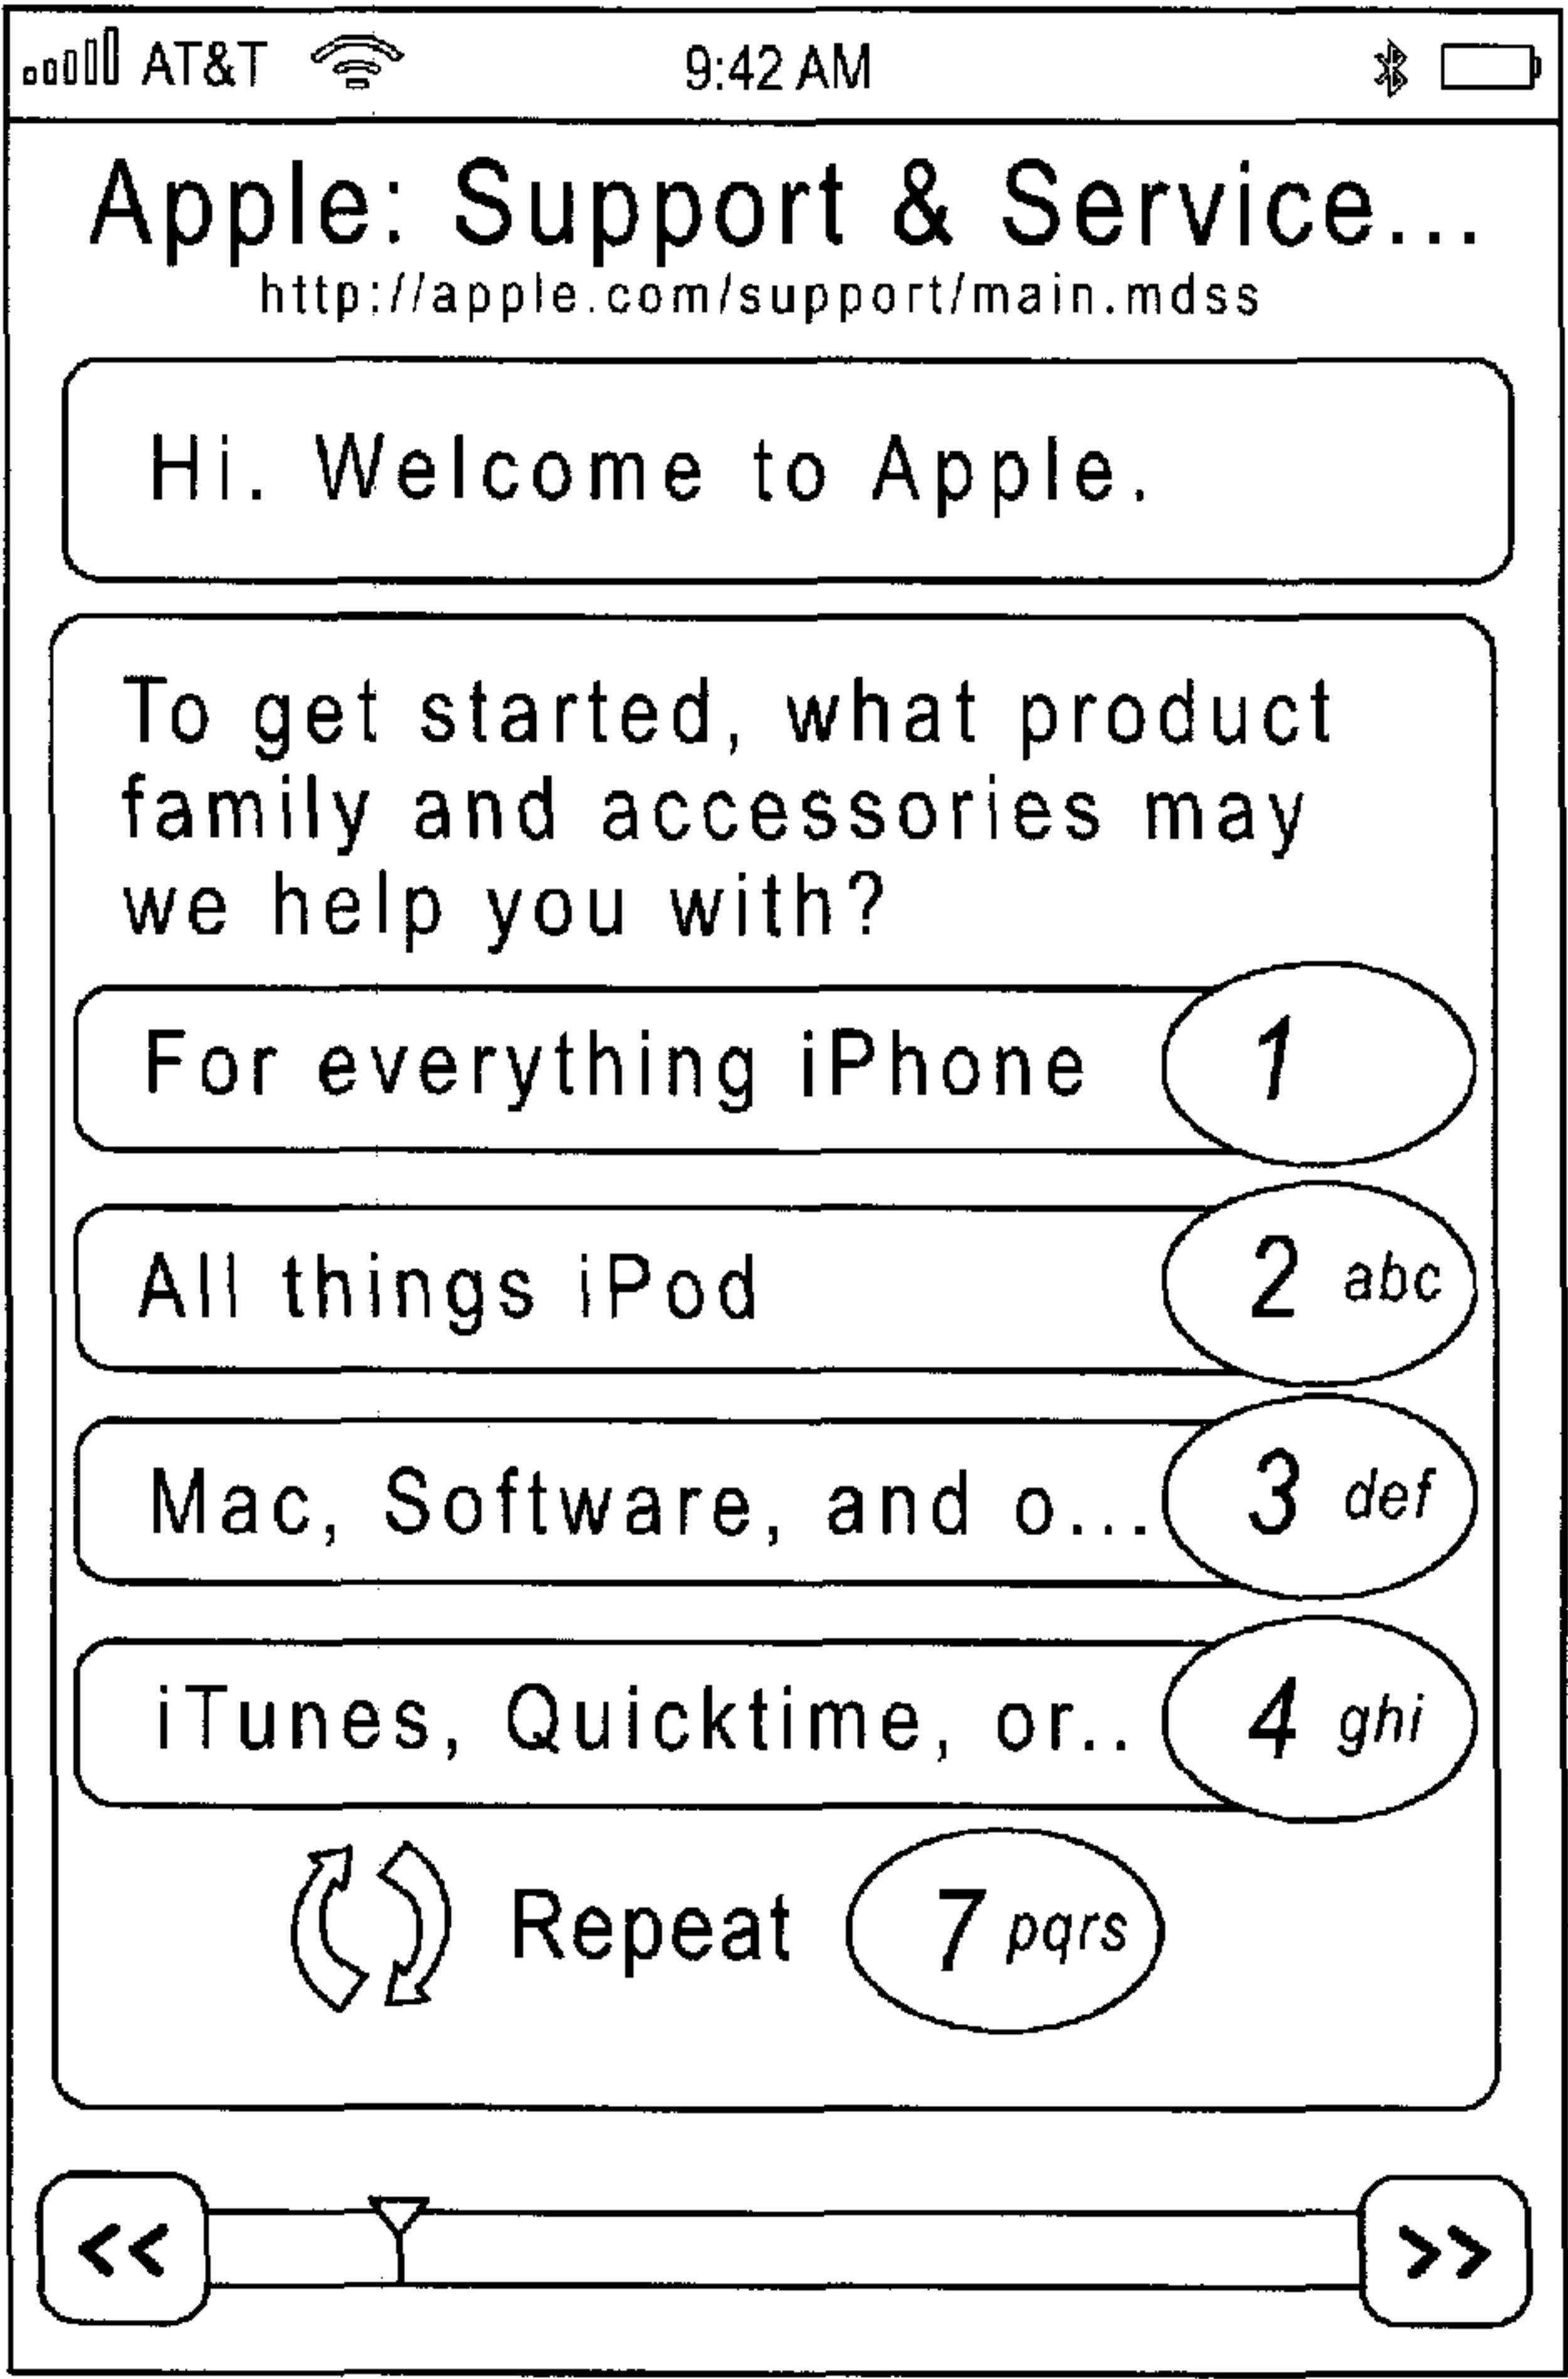 AT&T 9:42 AM
Apple: Support & Service...
http://apple.com/support/main.mdss
Hi. Welcome to Apple.
To get started, what product
family and accessories may
we help you with?
For everything iPhone 1
All things iPod 2 abc
Mac, Software, and o... 3 def
iTunes, Quicktime, or.. 4 ghi
Repeat 7 pqrs
<< >>